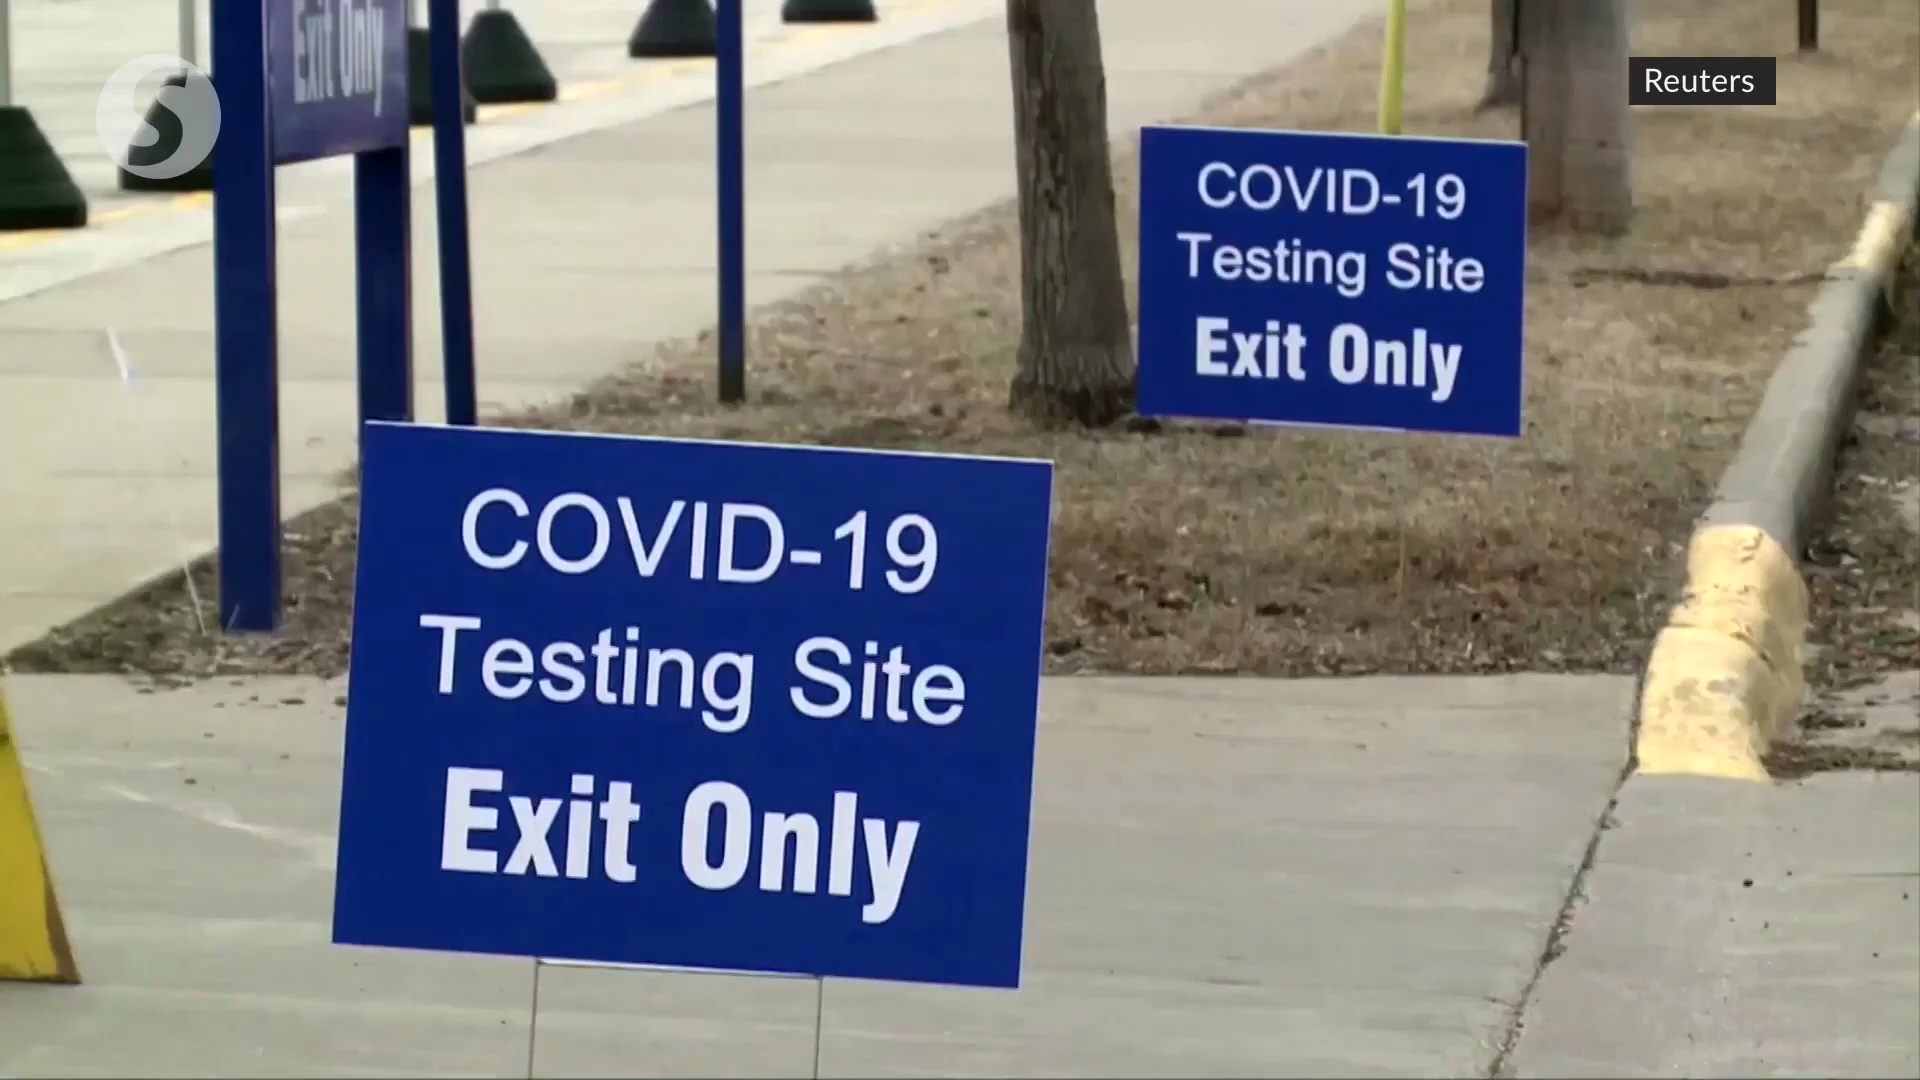 Exit Only
S
Reuters
COVID-19
Testing Site
Exit Only
COVID-19
Testing Site
Exit Only